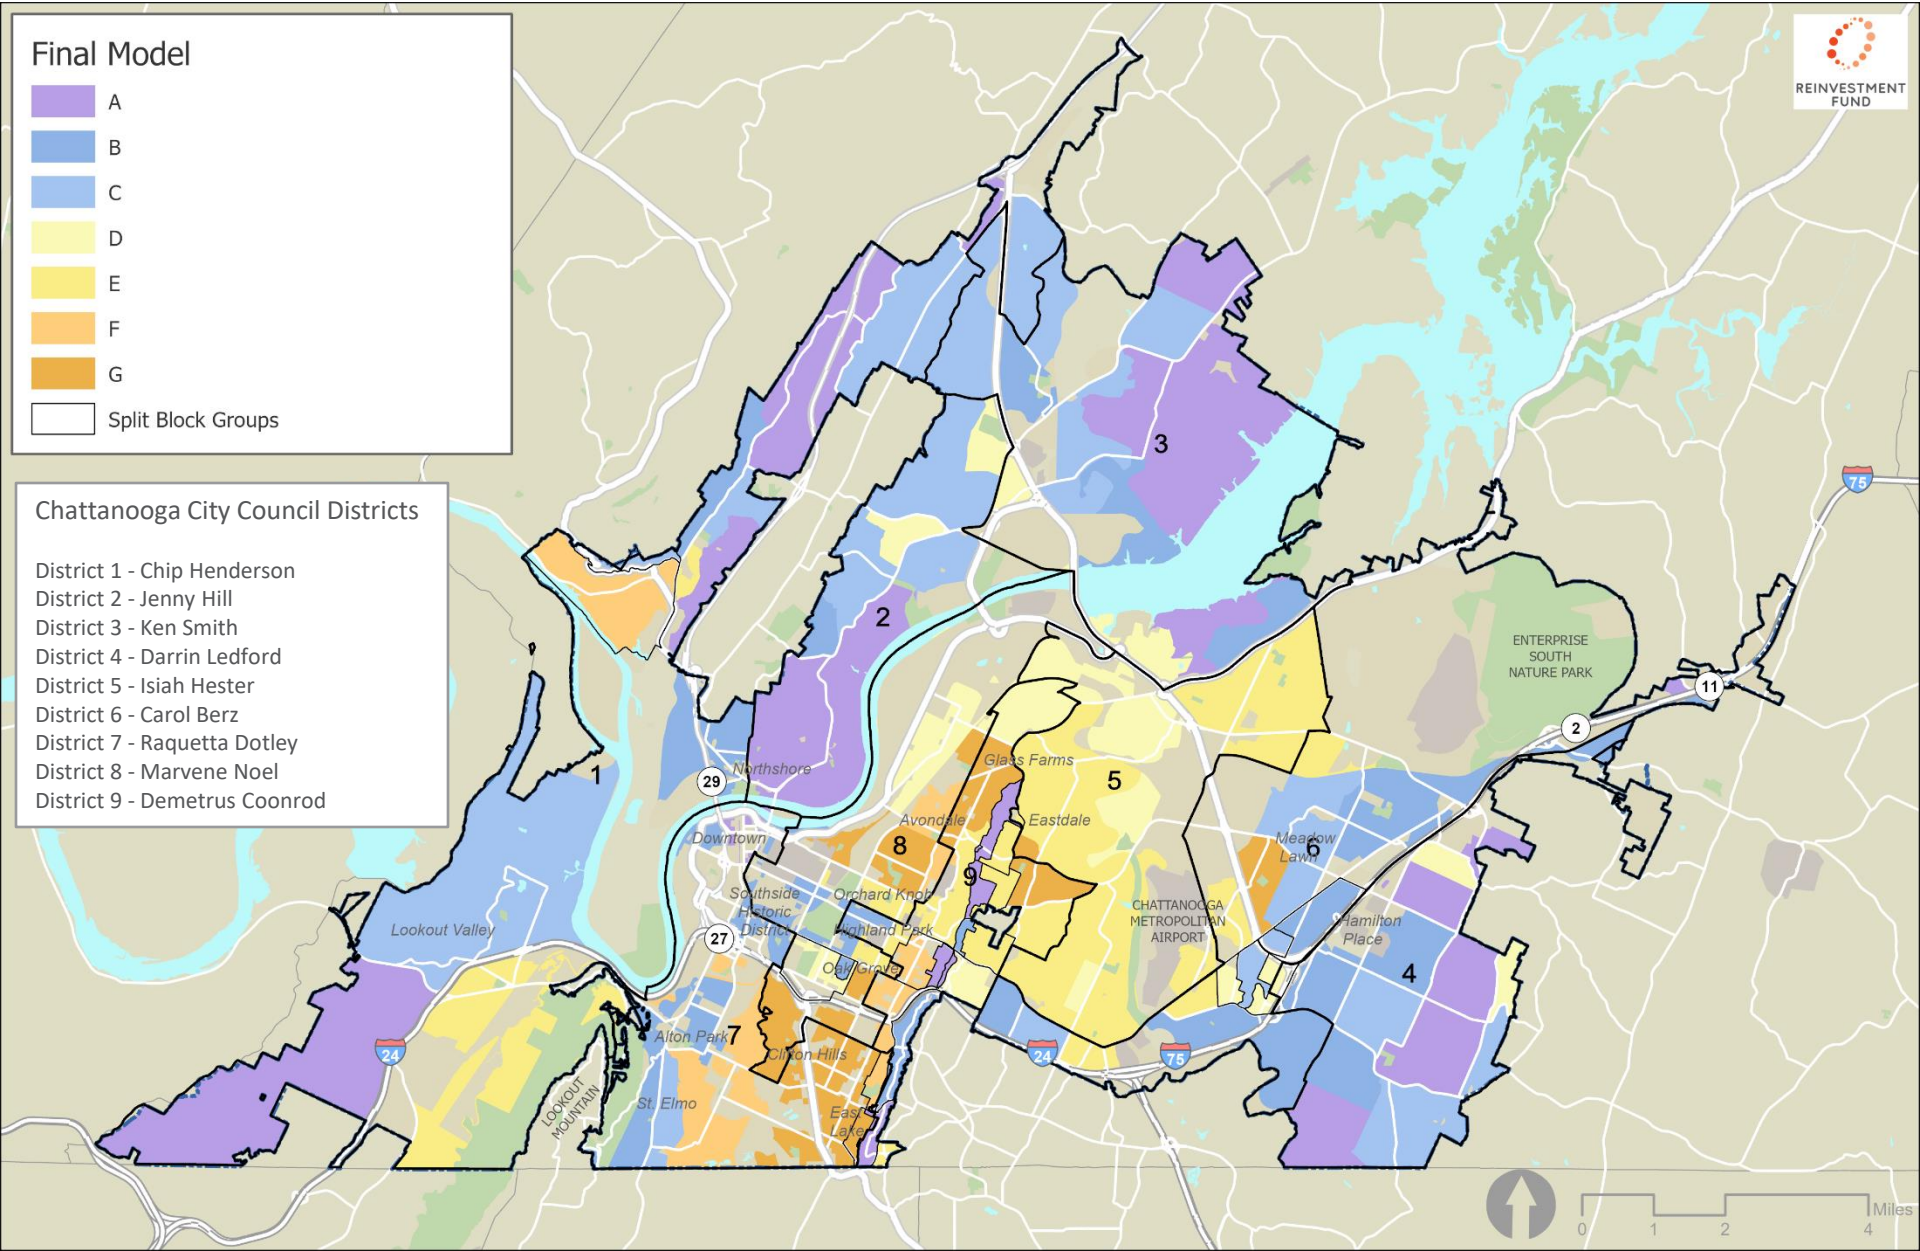 Final Model
A
B
C
D
E
F
G
Split Block Groups
REINVESTMENT
FUND
Chattanooga City Council Districts
District 1 - Chip Henderson
District 2 - Jenny Hill
District 3 - Ken Smith
District 4 - Darrin Ledford
District 5 - Isiah Hester
District 6 - Carol Berz
District 7 - Raquetta Dotley
District 8 - Marvene Noel
District 9 - Demetrus Coonrod
3
75
2
ENTERPRISE
SOUTH
NATURE PARK
11
2
1
29
Northshore
Glass Farms
5
Downtown
Avondale
Eastdale
8
Meadow
Lawn
6
9
Southside
Historic
District
Orchard Knob
Highland Park
CHATTANOOGA
METROPOLITAN
AIRPORT
Hamilton
Place
Lookout Valley
27
Oak Grove
4
24
Alton Park
7
Clifton Hills
24
75
LOOKOUT
MOUNTAIN
St. Elmo
East
Lake
Miles
0
1
2
4